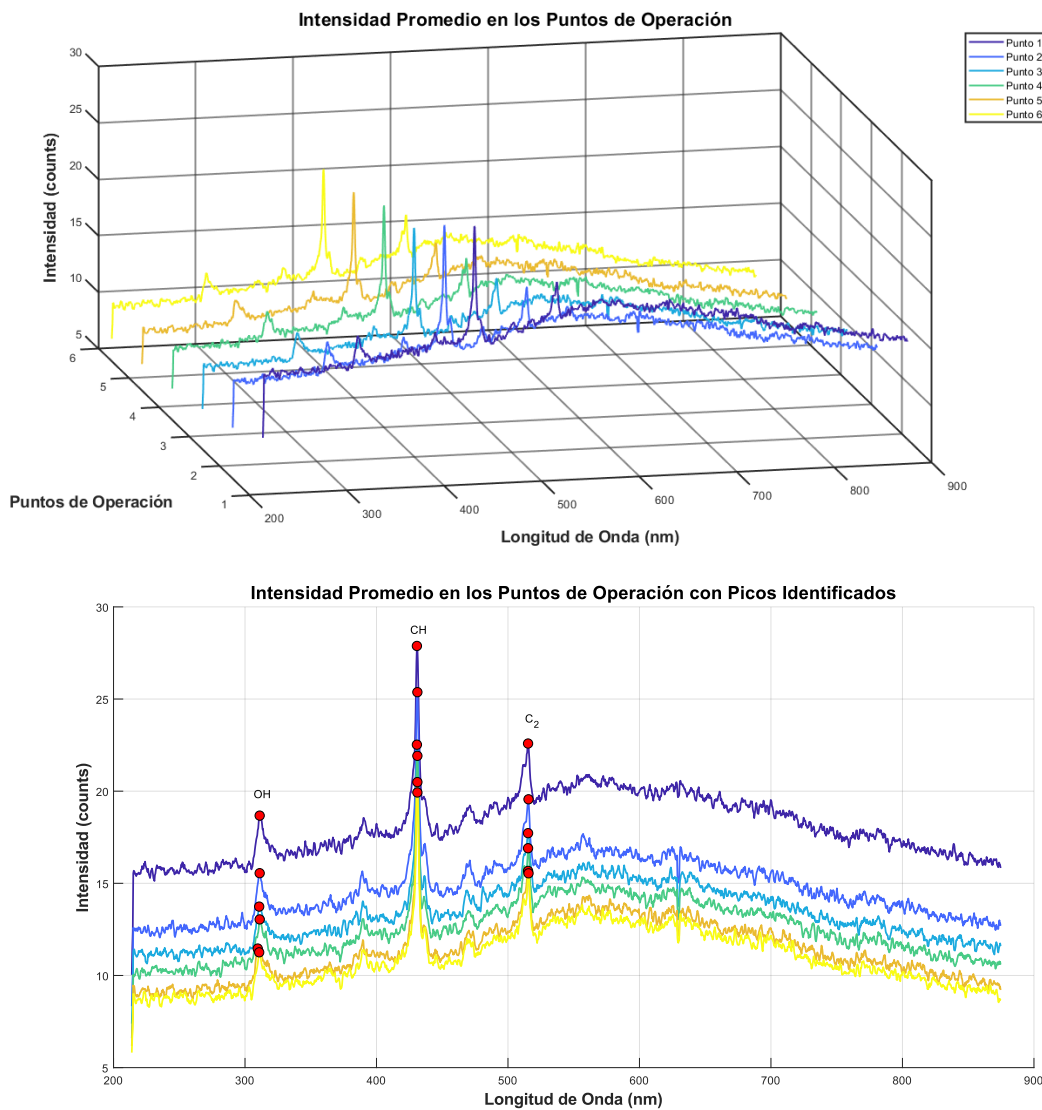 Intensidad Promedio en los Puntos de Operación
Punto 1
Punto 2
Punto 3
Punto 4
Punto 5
Punto 6
Intensidad (counts)
30
25
20
15
10
5
6
5
4
3
2
1
Puntos de Operación
200
300
400
500
600
700
800
900
Longitud de Onda (nm)
Intensidad Promedio en los Puntos de Operación con Picos Identificados
Intensidad (counts)
30
25
20
15
10
5
OH
CH
C2
200
300
400
500
600
700
800
900
Longitud de Onda (nm)